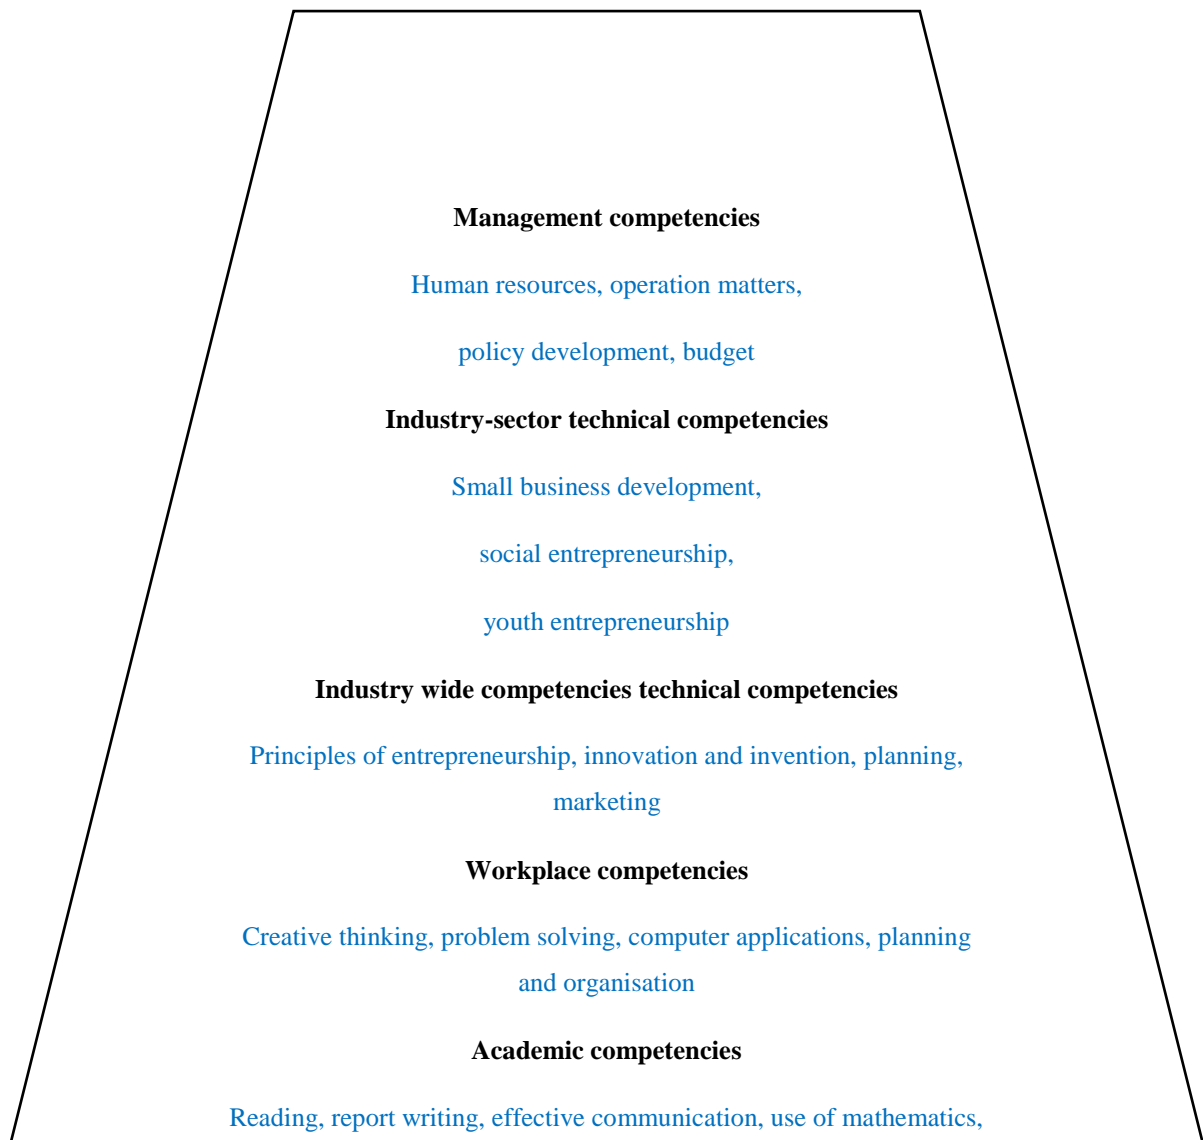 Management competencies
Human resources, operation matters,
policy development, budget
Industry-sector technical competencies
Small business development,
social entrepreneurship,
youth entrepreneurship
Industry wide competencies technical competencies
Principles of entrepreneurship, innovation and invention, planning,
marketing
Workplace competencies
Creative thinking, problem solving, computer applications, planning
and organisation
Academic competencies
Reading, report writing, effective communication, use of mathematics,